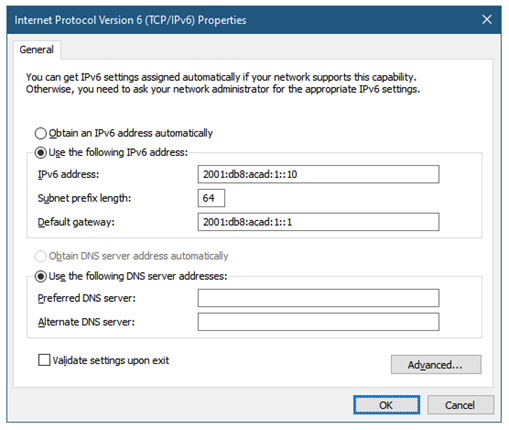 Internet Protocol Version 6 (TCP/IPv6) Properties
General
You can get IPv6 settings assigned automatically if your network supports this capability.
Otherwise, you need to ask your network administrator for the appropriate IPv6 settings.
Obtain an IPv6 address automatically
Use the following IPv6 address:
IPv6 address: 2001:db8:acad:1::10
Subnet prefix length: 64
Default gateway: 2001:db8:acad:1::1
Obtain DNS server address automatically
Use the following DNS server addresses:
Preferred DNS server:
Alternate DNS server:
Validate settings upon exit
Advanced...
OK Cancel